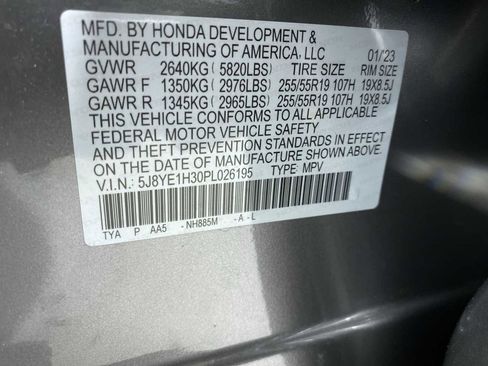 MFD. BY HONDA DEVELOPMENT &
MANUFACTURING OF AMERICA, LLC 01/23
GVWR 2640KG (5820LBS) TIRE SIZE RIM SIZE
GAWR F 1350KG (2976LBS) 255/55R19 107H 19X8.5J
GAWR R 1345KG (2965LBS) 255/55R19 107H 19X8.5J
THIS VEHICLE CONFORMS TO ALL APPLICABLE
FEDERAL MOTOR VEHICLE SAFETY
AND THEFT PREVENTION STANDARDS IN EFFECT
ON THE DATE OF MANUFACTURE SHOWN ABOVE.
V.I.N.: 5J8YE1H30PL026195 TYPE: MPV
TYA P AA5 - NH885M - A - L